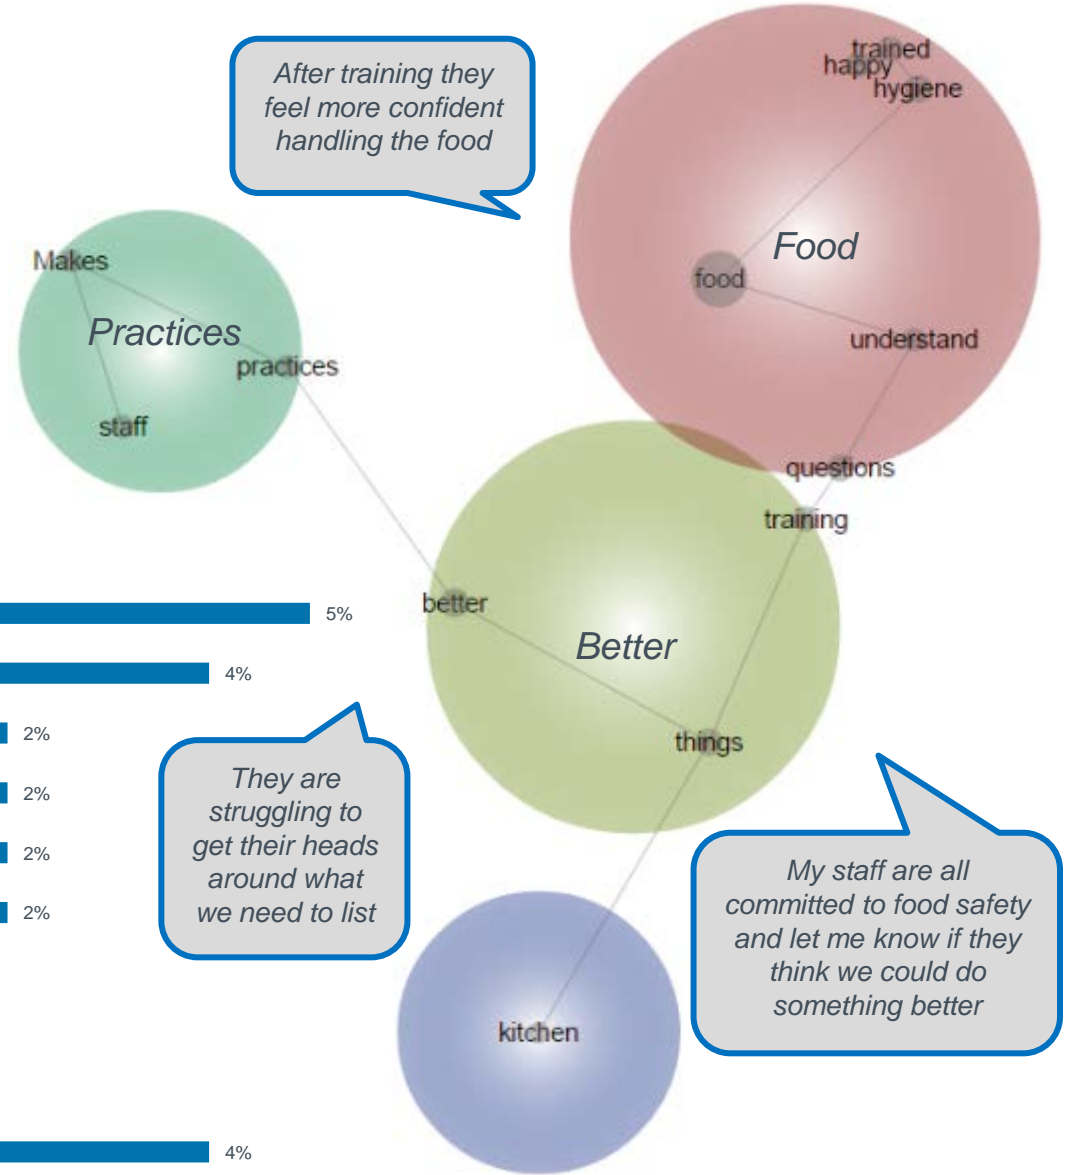 After training they
feel more confident
handling the food
trained
happy
hygiene
Food
food
understand
questions
training
Makes
Practices
practices
staff
better
Better
things
kitchen
5%
4%
2%
2%
2%
2%
4%
They are
struggling to
get their heads
around what
we need to list
My staff are all
committed to food safety
and let me know if they
think we could do
something better